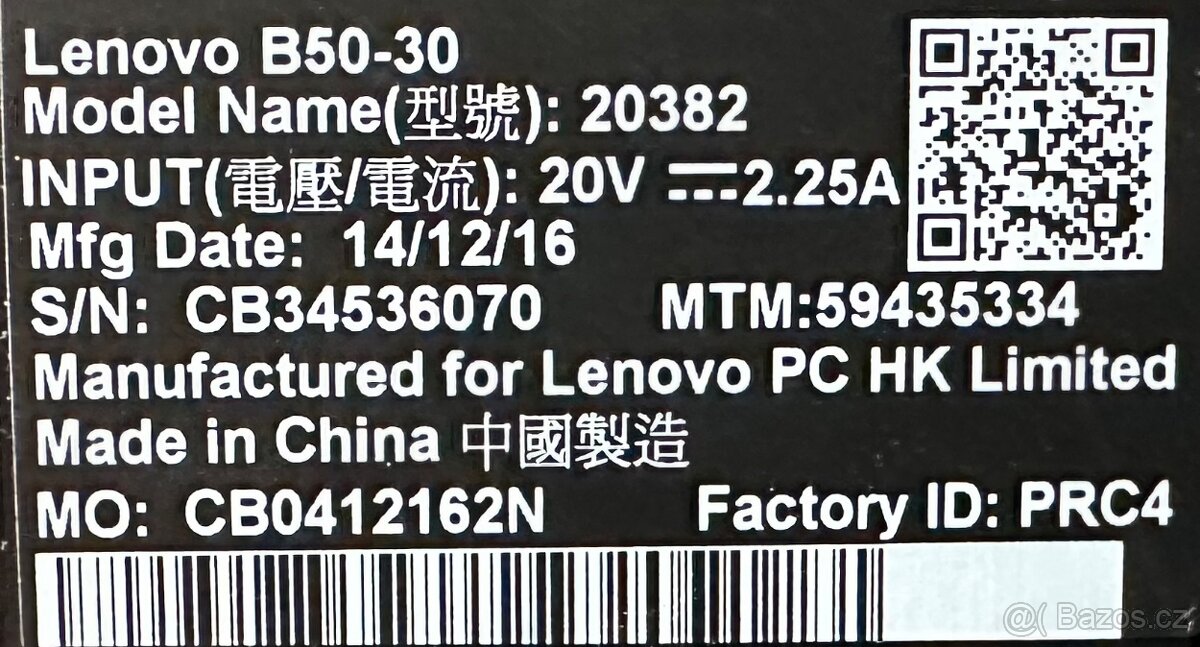 Lenovo B50-30
Model Name(型號): 20382
INPUT(電壓/電流): 20V ⎓2.25A
Mfg Date: 14/12/16
S/N: CB34536070 MTM:59435334
Manufactured for Lenovo PC HK Limited
Made in China 中國製造
MO: CB0412162N Factory ID: PRC4
@( Bazos.cz